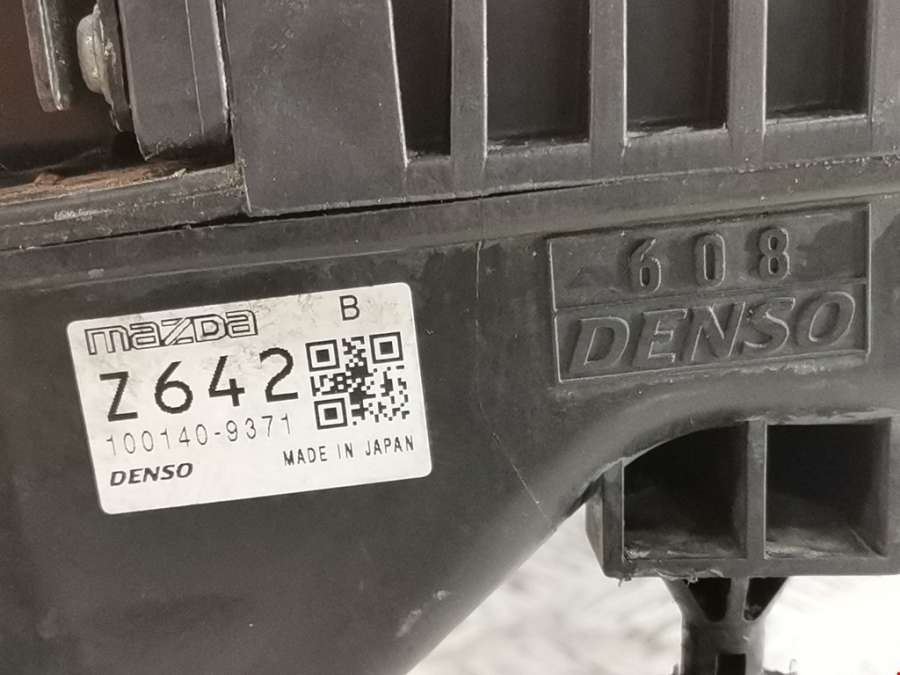 mazda B
Z642
100140-9371
DENSO MADE IN JAPAN
608
DENSO